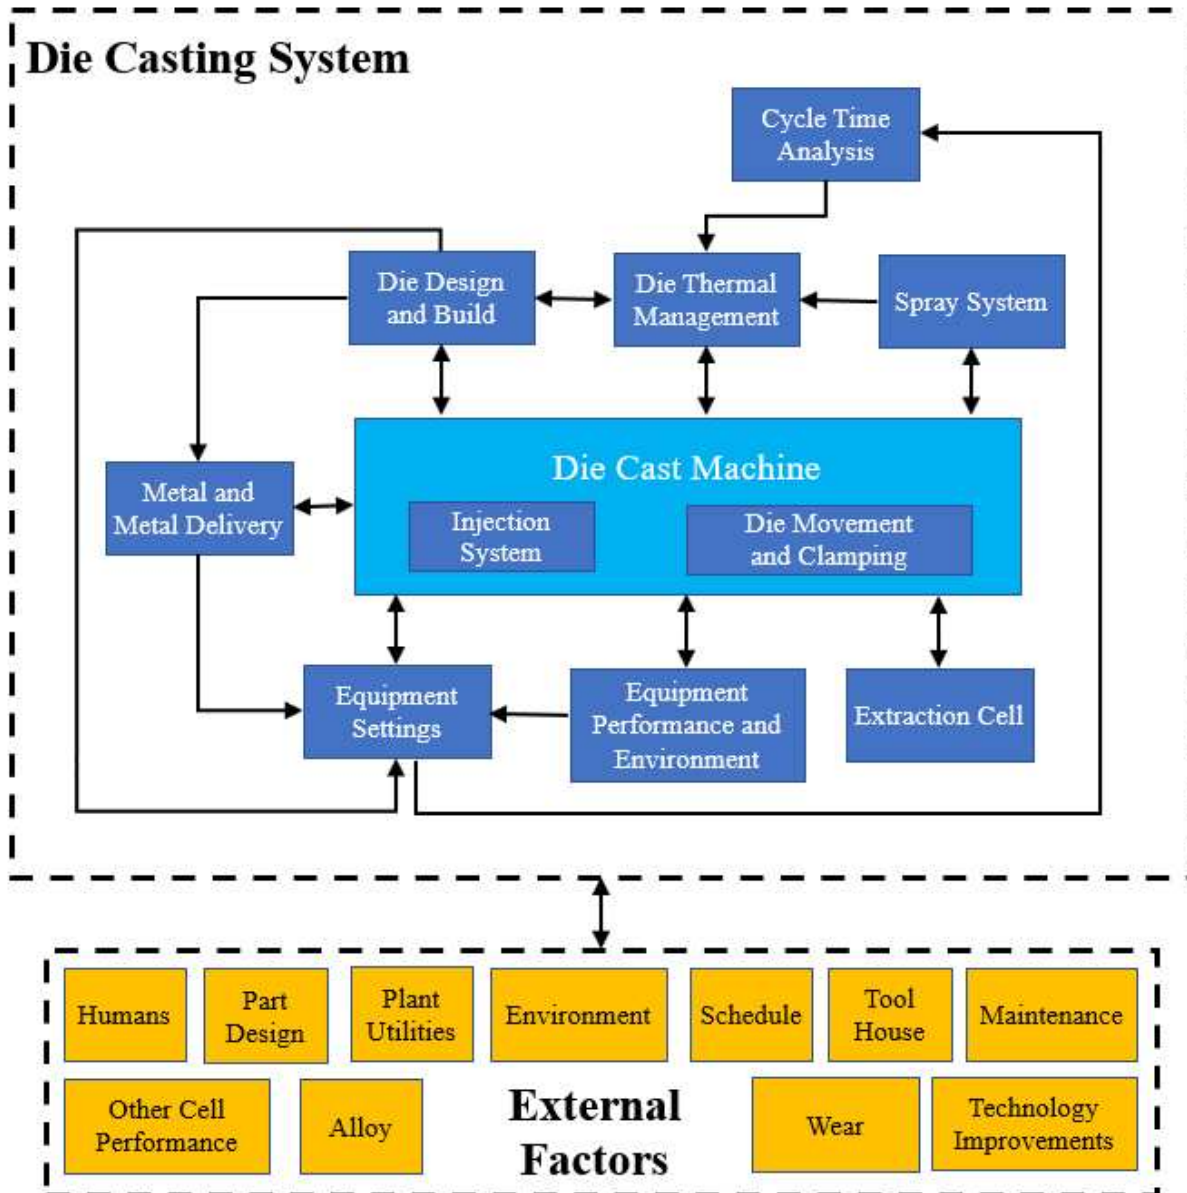 Die Casting System
Cycle Time
Analysis
Die Design
and Build
Die Thermal
Management
Spray System
Metal and
Metal Delivery
Die Cast Machine
Injection
System
Die Movement
and Clamping
Equipment
Settings
Equipment
Performance and
Environment
Extraction Cell
Humans
Part
Design
Plant
Utilities
Environment
Schedule
Tool
House
Maintenance
Other Cell
Performance
Alloy
External
Factors
Wear
Technology
Improvements